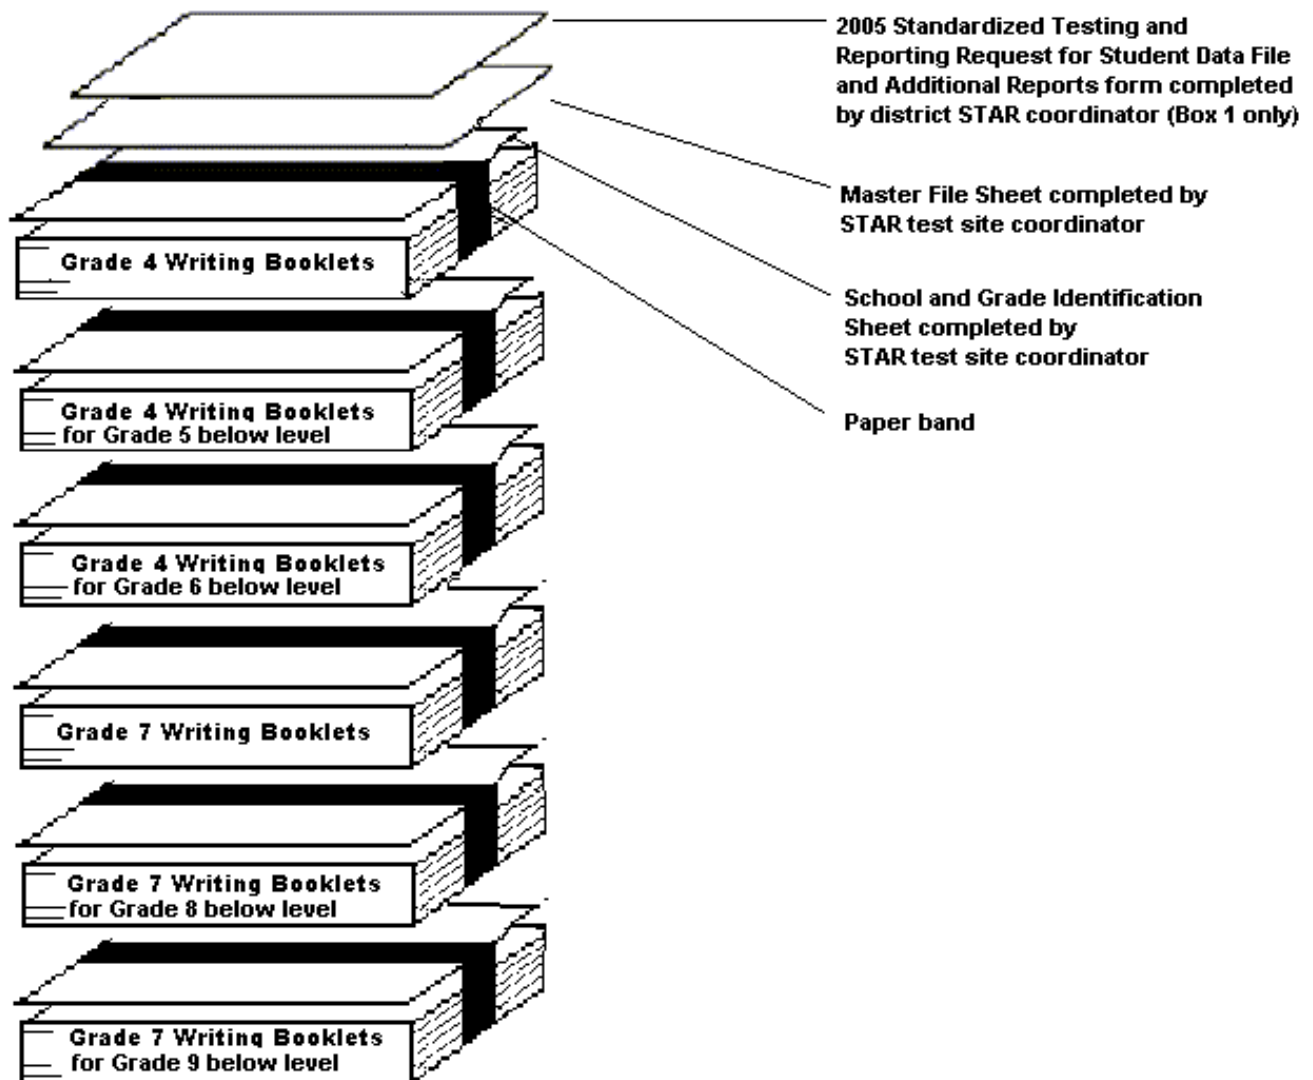 2005 Standardized Testing and
Reporting Request for Student Data File
and Additional Reports form completed
by district STAR coordinator (Box 1 only)
Master File Sheet completed by
STAR test site coordinator
School and Grade Identification
Sheet completed by
STAR test site coordinator
Paper band
Grade 4 Writing Booklets
Grade 4 Writing Booklets
for Grade 5 below level
Grade 4 Writing Booklets
for Grade 6 below level
Grade 7 Writing Booklets
Grade 7 Writing Booklets
for Grade 8 below level
Grade 7 Writing Booklets
for Grade 9 below level